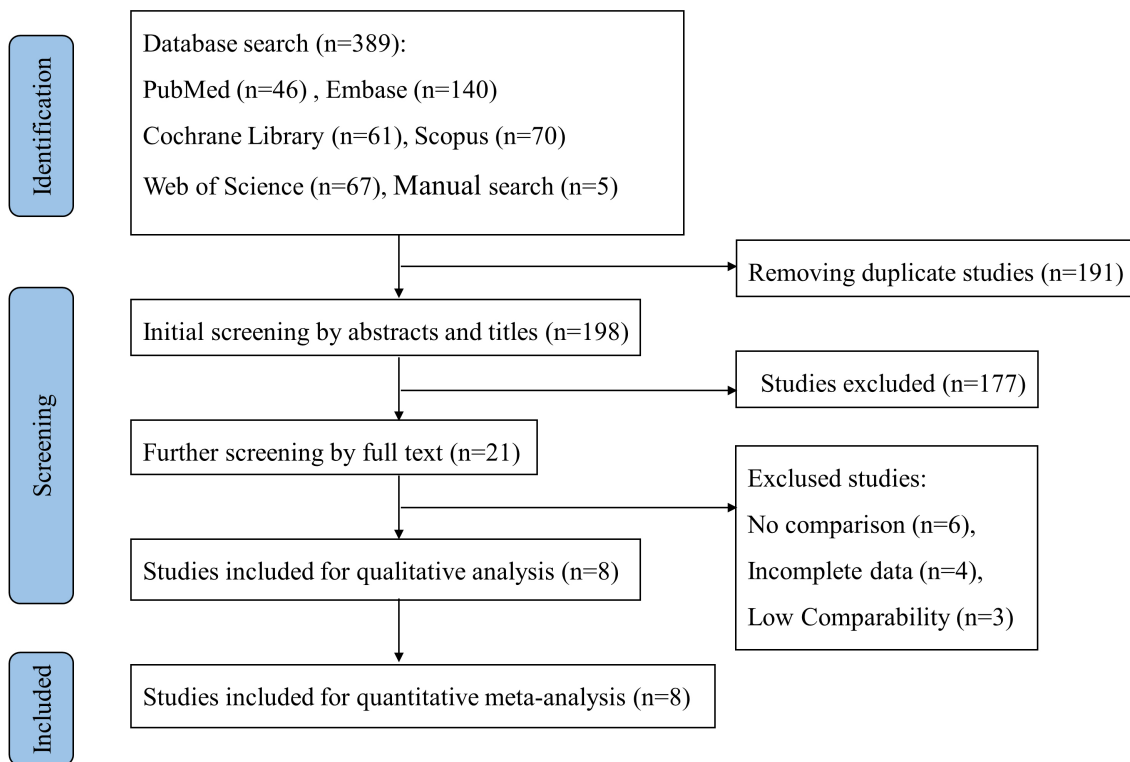 Identification
Database search (n=389):
PubMed (n=46) , Embase (n=140)
Cochrane Library (n=61), Scopus (n=70)
Web of Science (n=67), Manual search (n=5)
Removing duplicate studies (n=191)
Screening
Initial screening by abstracts and titles (n=198)
Studies excluded (n=177)
Further screening by full text (n=21)
Exclused studies:
No comparison (n=6),
Incomplete data (n=4),
Low Comparability (n=3)
Studies included for qualitative analysis (n=8)
Included
Studies included for quantitative meta-analysis (n=8)